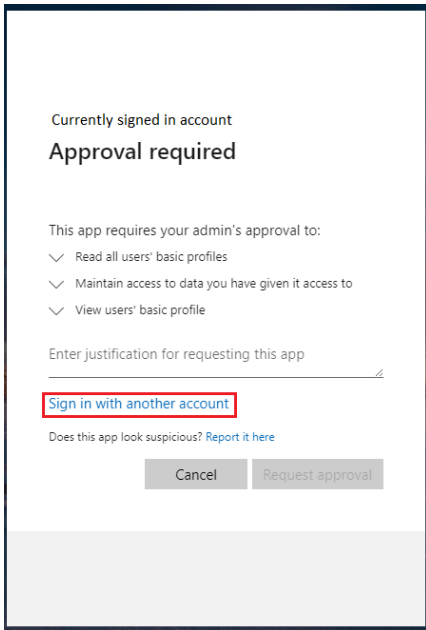 Currently signed in account
Approval required
This app requires your admin's approval to:
Read all users' basic profiles
Maintain access to data you have given it access to
View users' basic profile
Enter justification for requesting this app
Sign in with another account
Does this app look suspicious? Report it here
Cancel Request approval